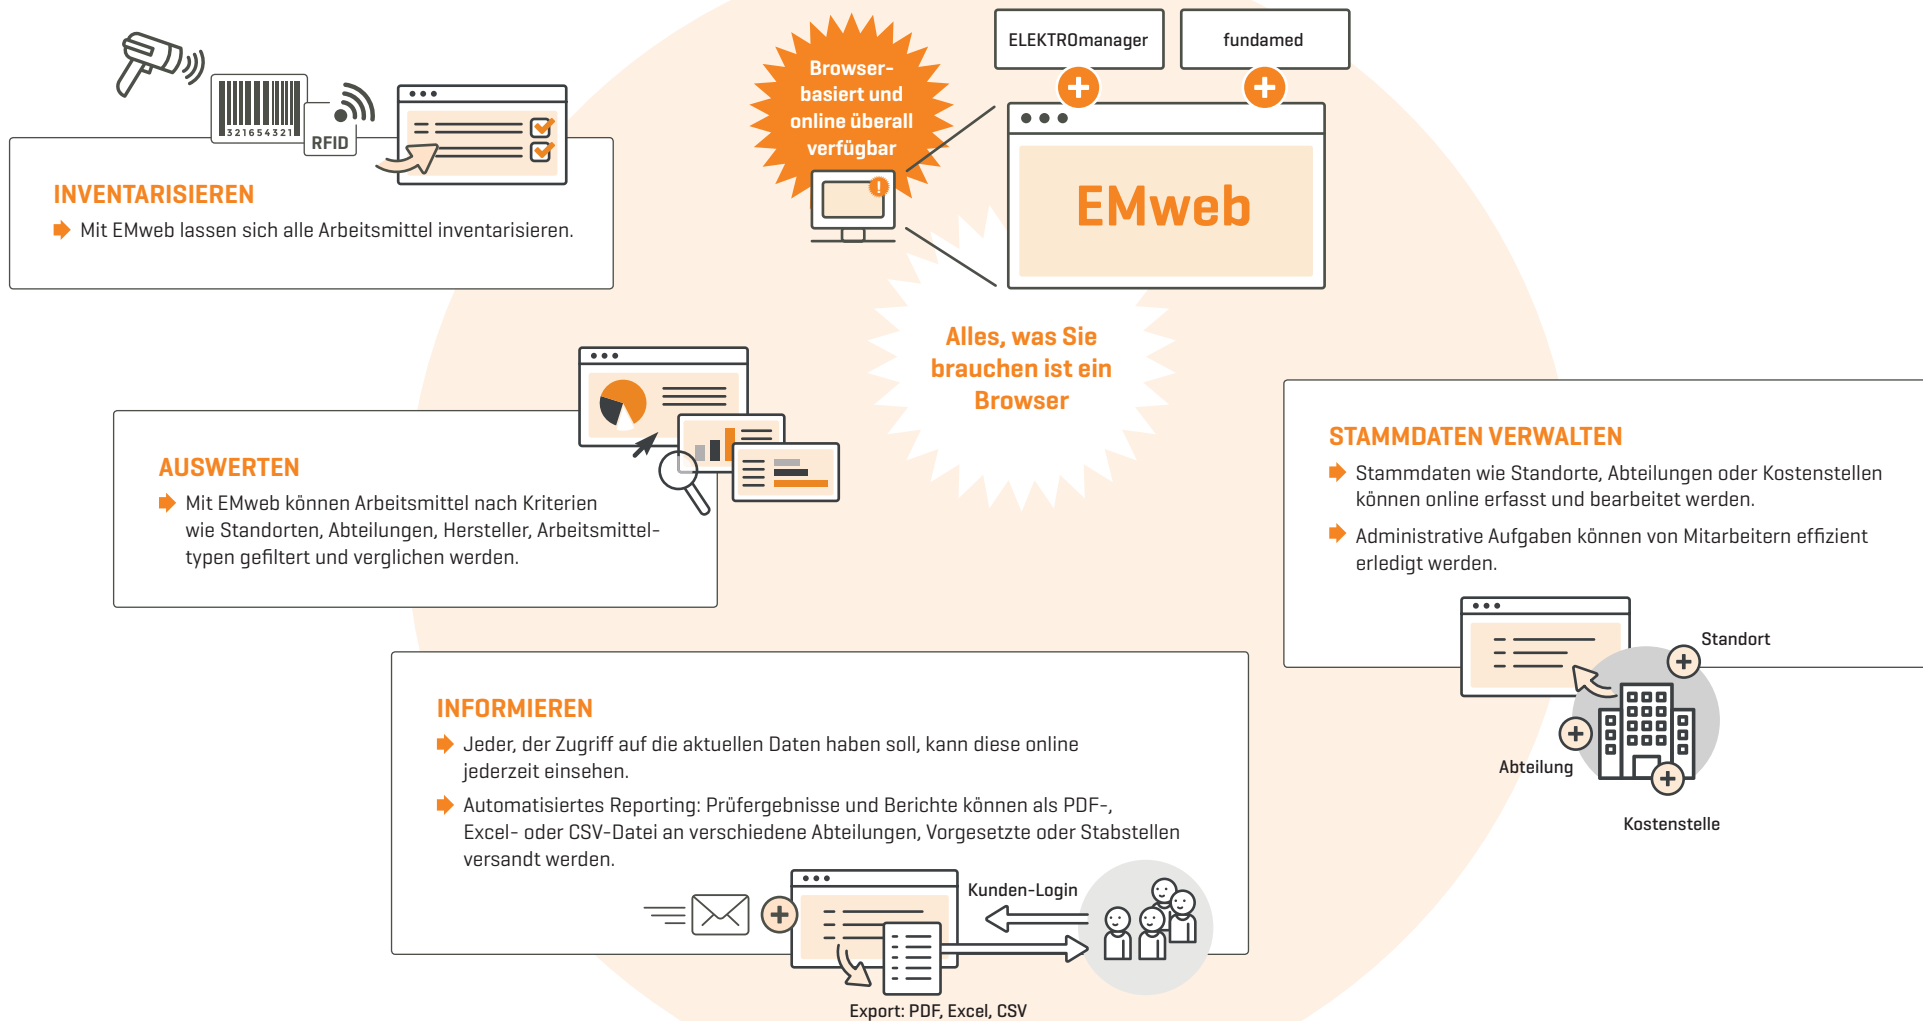 ELEKTROmanager
fundamed
Browser-
basiert und
online überall
verfügbar
EMweb
Alles, was Sie
brauchen ist ein
Browser
321654321
RFID
INVENTARISIEREN
Mit EMweb lassen sich alle Arbeitsmittel inventarisieren.
AUSWERTEN
Mit EMweb können Arbeitsmittel nach Kriterien
wie Standorten, Abteilungen, Hersteller, Arbeitsmittel-
typen gefiltert und verglichen werden.
STAMMDATEN VERWALTEN
Stammdaten wie Standorte, Abteilungen oder Kostenstellen
können online erfasst und bearbeitet werden.
Administrative Aufgaben können von Mitarbeitern effizient
erledigt werden.
Standort
Abteilung
Kostenstelle
INFORMIEREN
Jeder, der Zugriff auf die aktuellen Daten haben soll, kann diese online
jederzeit einsehen.
Automatisiertes Reporting: Prüfergebnisse und Berichte können als PDF-,
Excel- oder CSV-Datei an verschiedene Abteilungen, Vorgesetzte oder Stabstellen
versandt werden.
Kunden-Login
Export: PDF, Excel, CSV